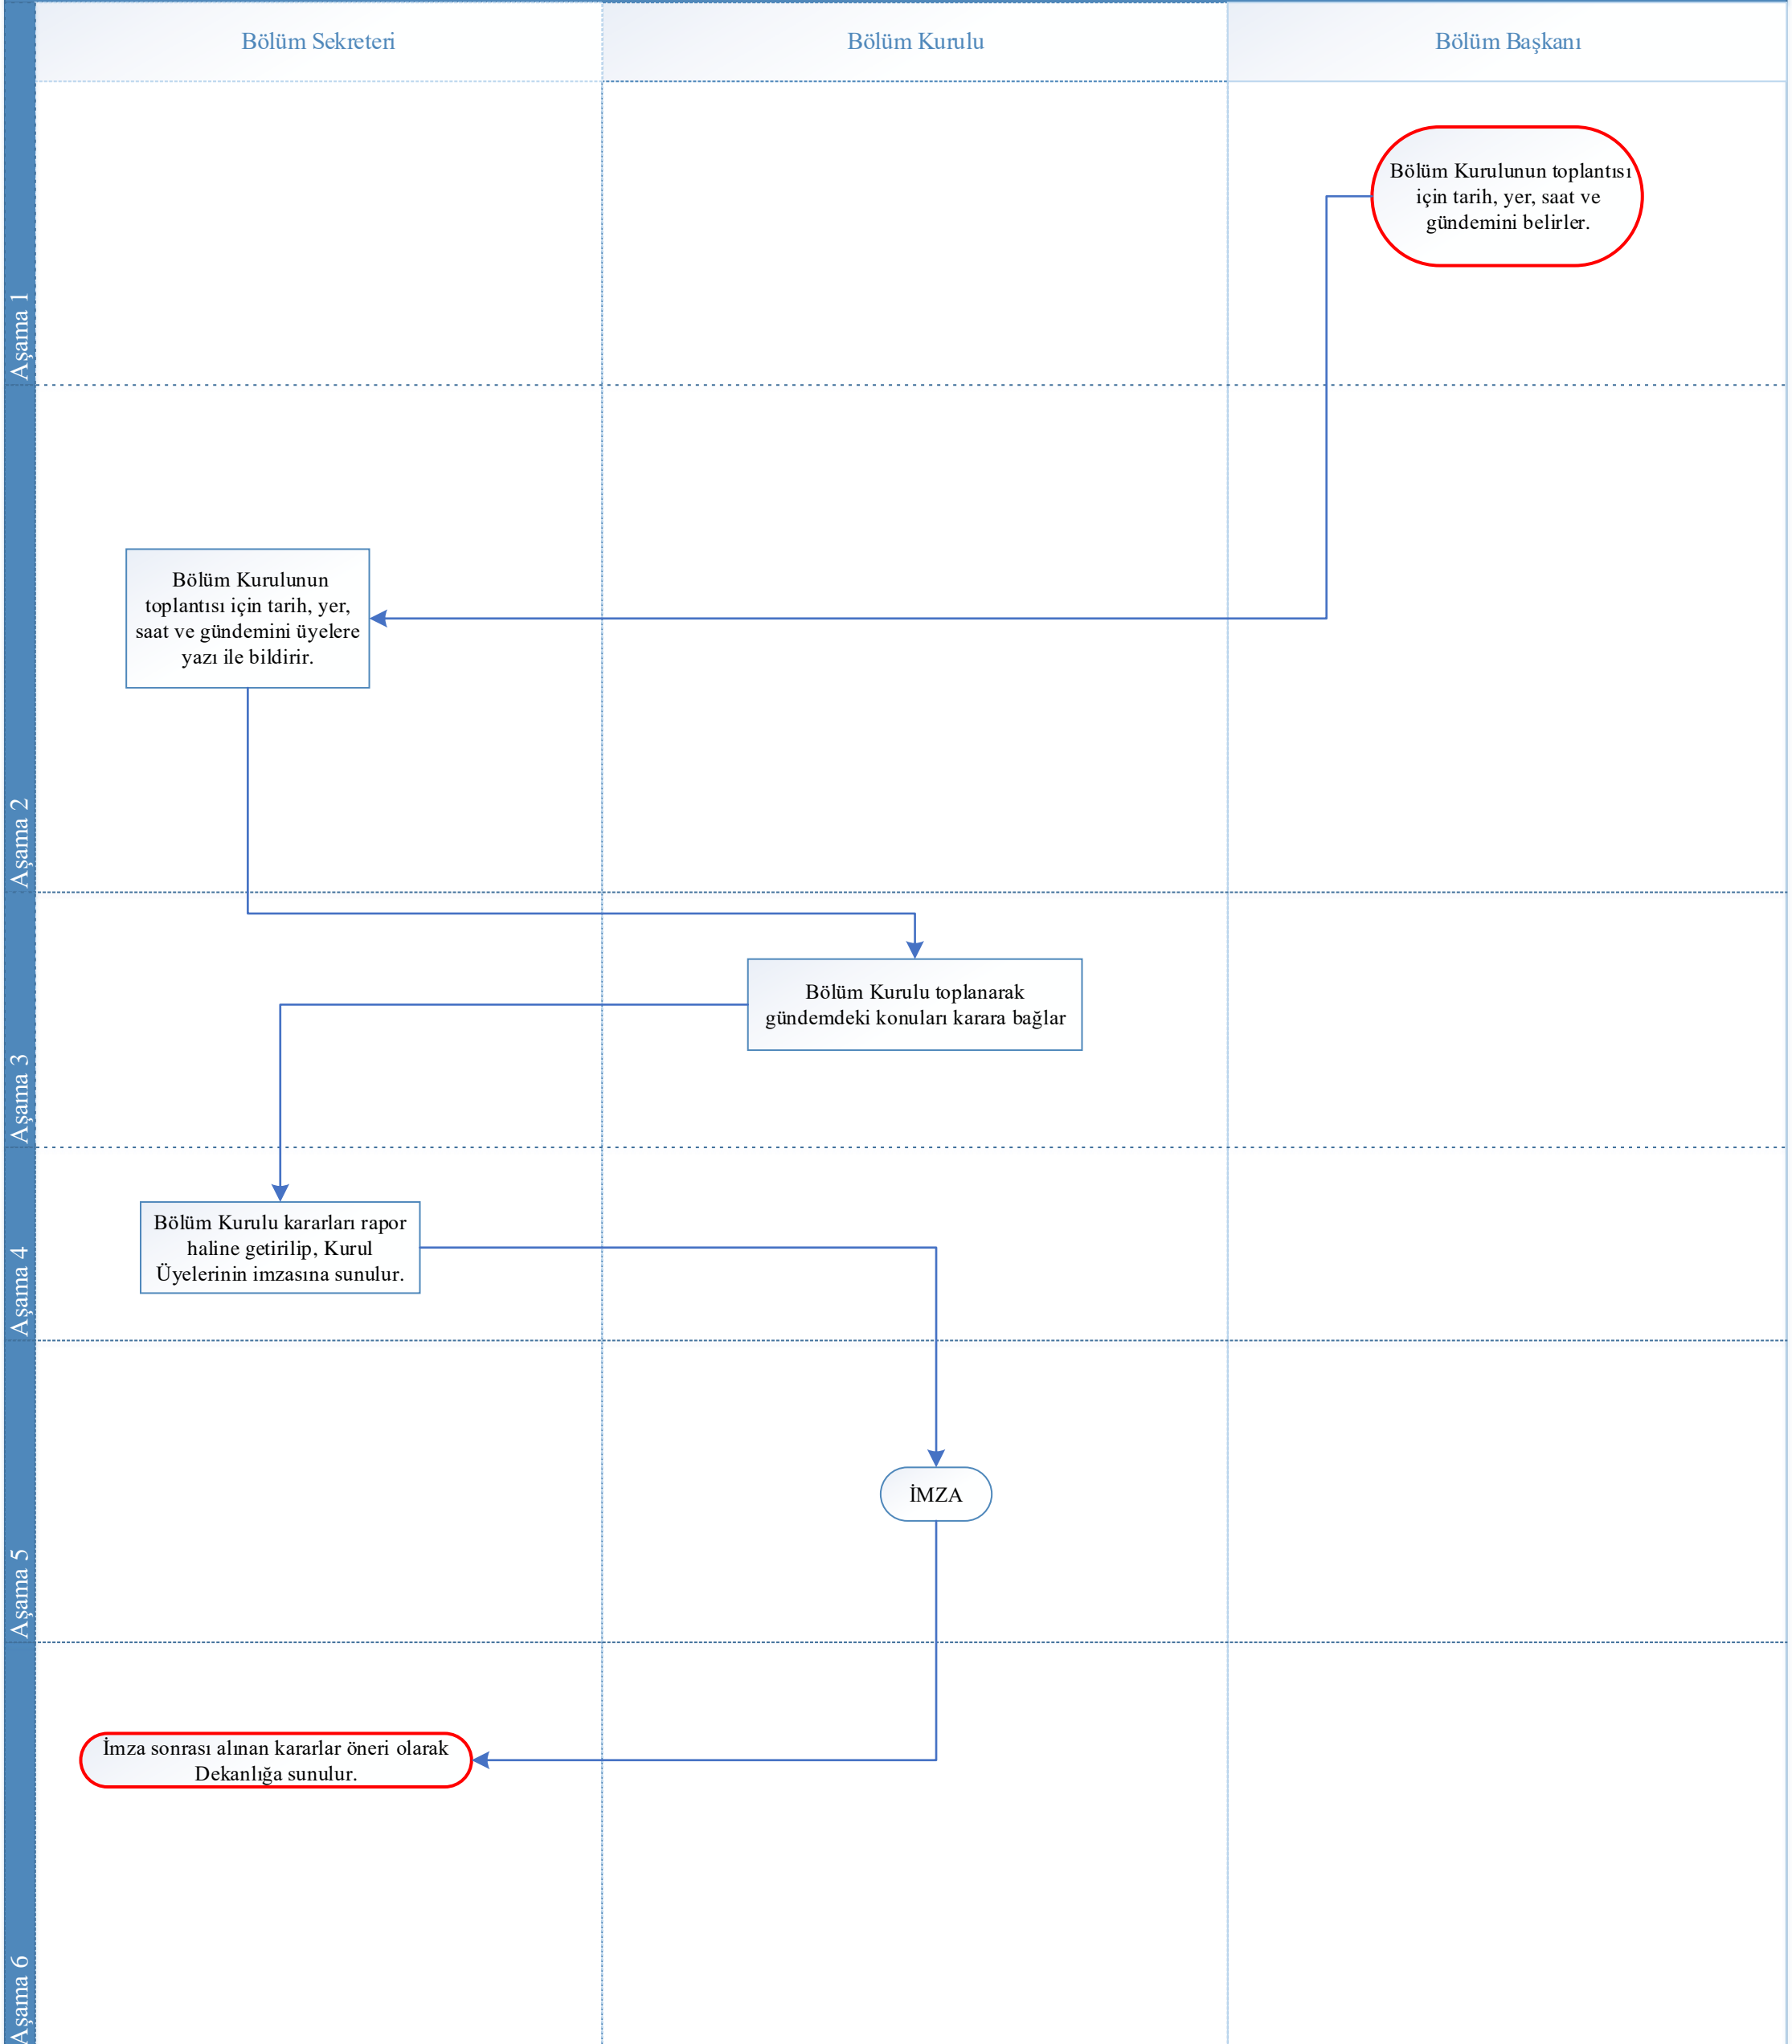 Bölüm Sekreteri
Bölüm Kurulu
Bölüm Başkanı
Aşama 1
Bölüm Kurulunun toplantısı
için tarih, yer, saat ve
gündemini belirler.
Aşama 2
Bölüm Kurulunun
toplantısı için tarih, yer,
saat ve gündemini üyelere
yazı ile bildirir.
Aşama 3
Bölüm Kurulu toplanarak
gündemdeki konuları karara bağlar
Aşama 4
Bölüm Kurulu kararları rapor
haline getirilip, Kurul
Üyelerinin imzasına sunulur.
Aşama 5
İMZA
Aşama 6
İmza sonrası alınan kararlar öneri olarak
Dekanlığa sunulur.